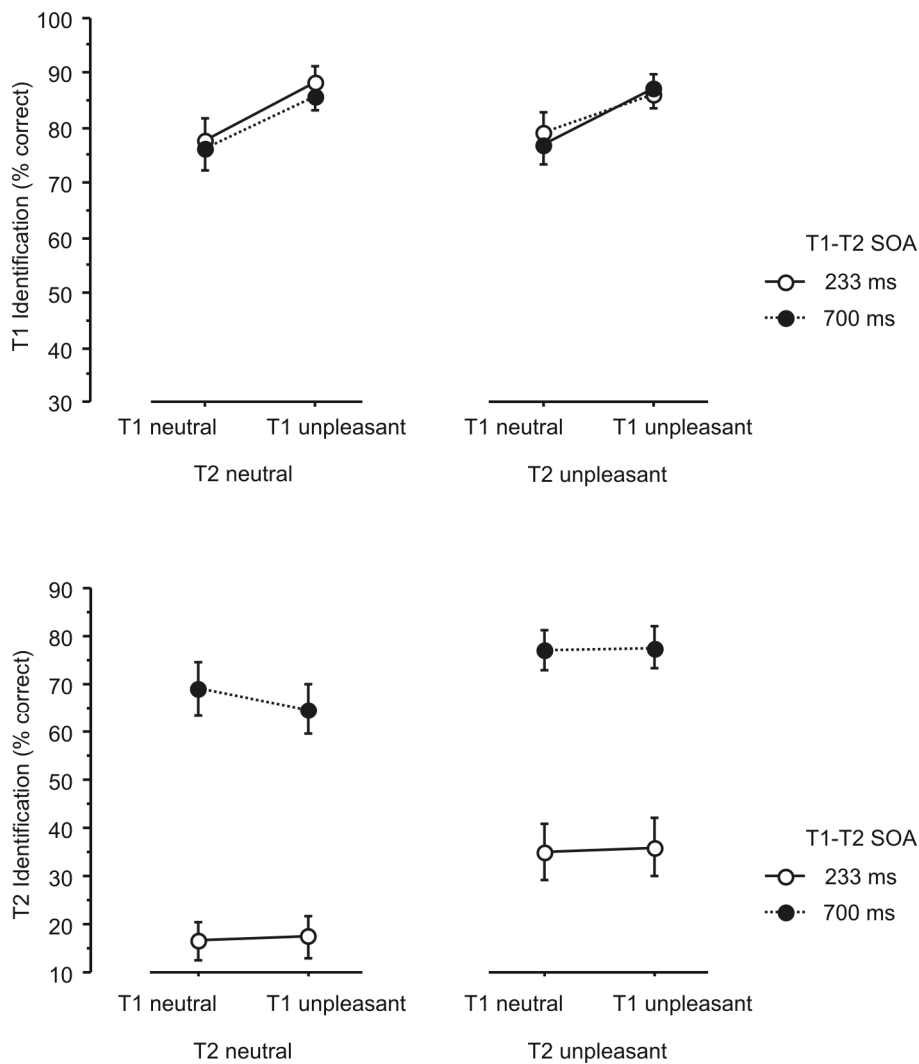 100
90
80
70
60
50
40
30
T1 Identification (% correct)
T1 neutral T1 unpleasant
T2 neutral
T1 neutral T1 unpleasant
T2 unpleasant
T1-T2 SOA
233 ms
700 ms
90
80
70
60
50
40
30
20
10
T2 Identification (% correct)
T1 neutral T1 unpleasant
T2 neutral
T1 neutral T1 unpleasant
T2 unpleasant
T1-T2 SOA
233 ms
700 ms